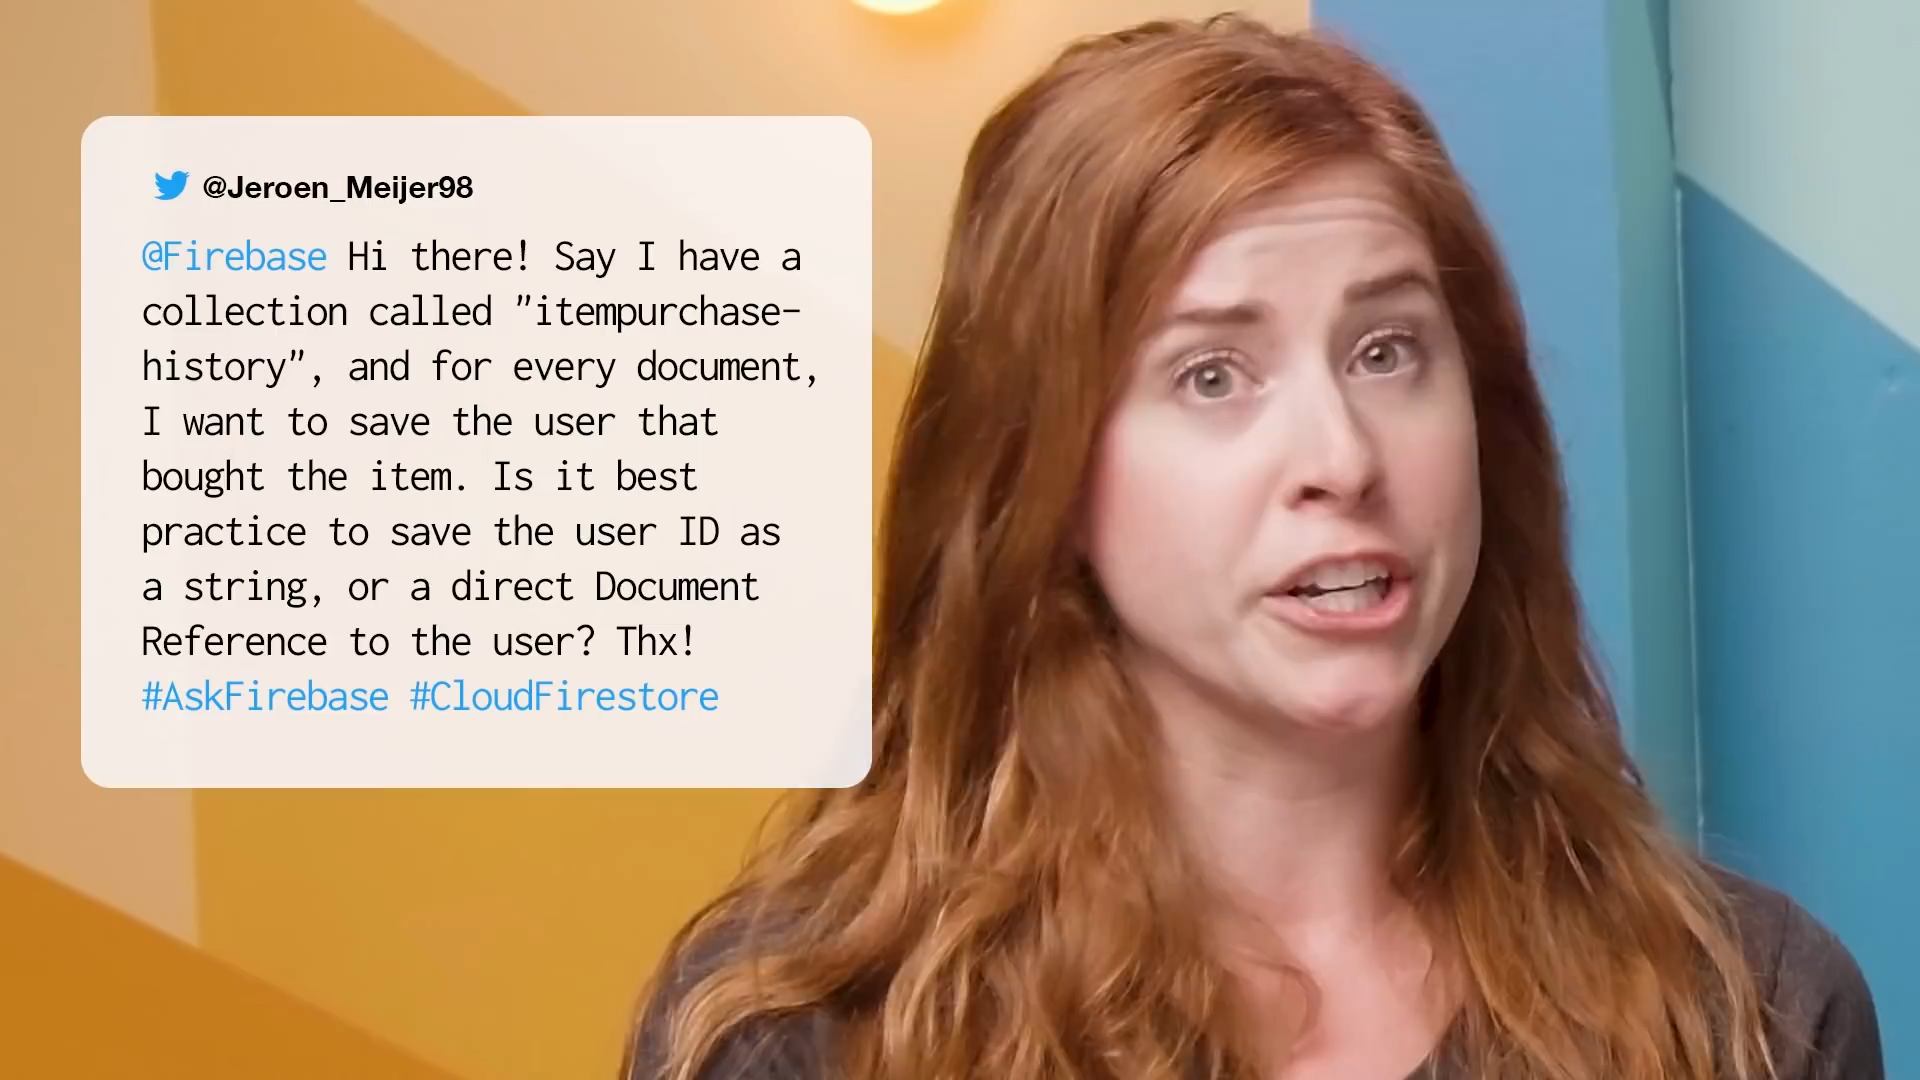 @Jeroen_Meijer98
@Firebase Hi there! Say I have a
collection called "itempurchase-
history", and for every document,
I want to save the user that
bought the item. Is it best
practice to save the user ID as
a string, or a direct Document
Reference to the user? Thx!
#AskFirebase #CloudFirestore